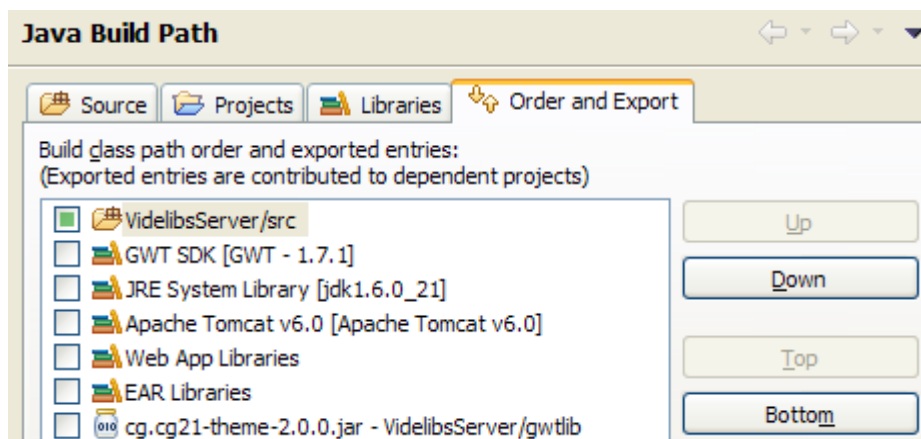 Java Build Path
Source Projects Libraries Order and Export
Build class path order and exported entries:
(Exported entries are contributed to dependent projects)
VidelibsServer/src
Up
GWT SDK [GWT - 1.7.1]
JRE System Library [jdk1.6.0_21]
Down
Apache Tomcat v6.0 [Apache Tomcat v6.0]
Web App Libraries
Top
EAR Libraries
Bottom
cg.cg21-theme-2.0.0.jar - VidelibsServer/gwtlib